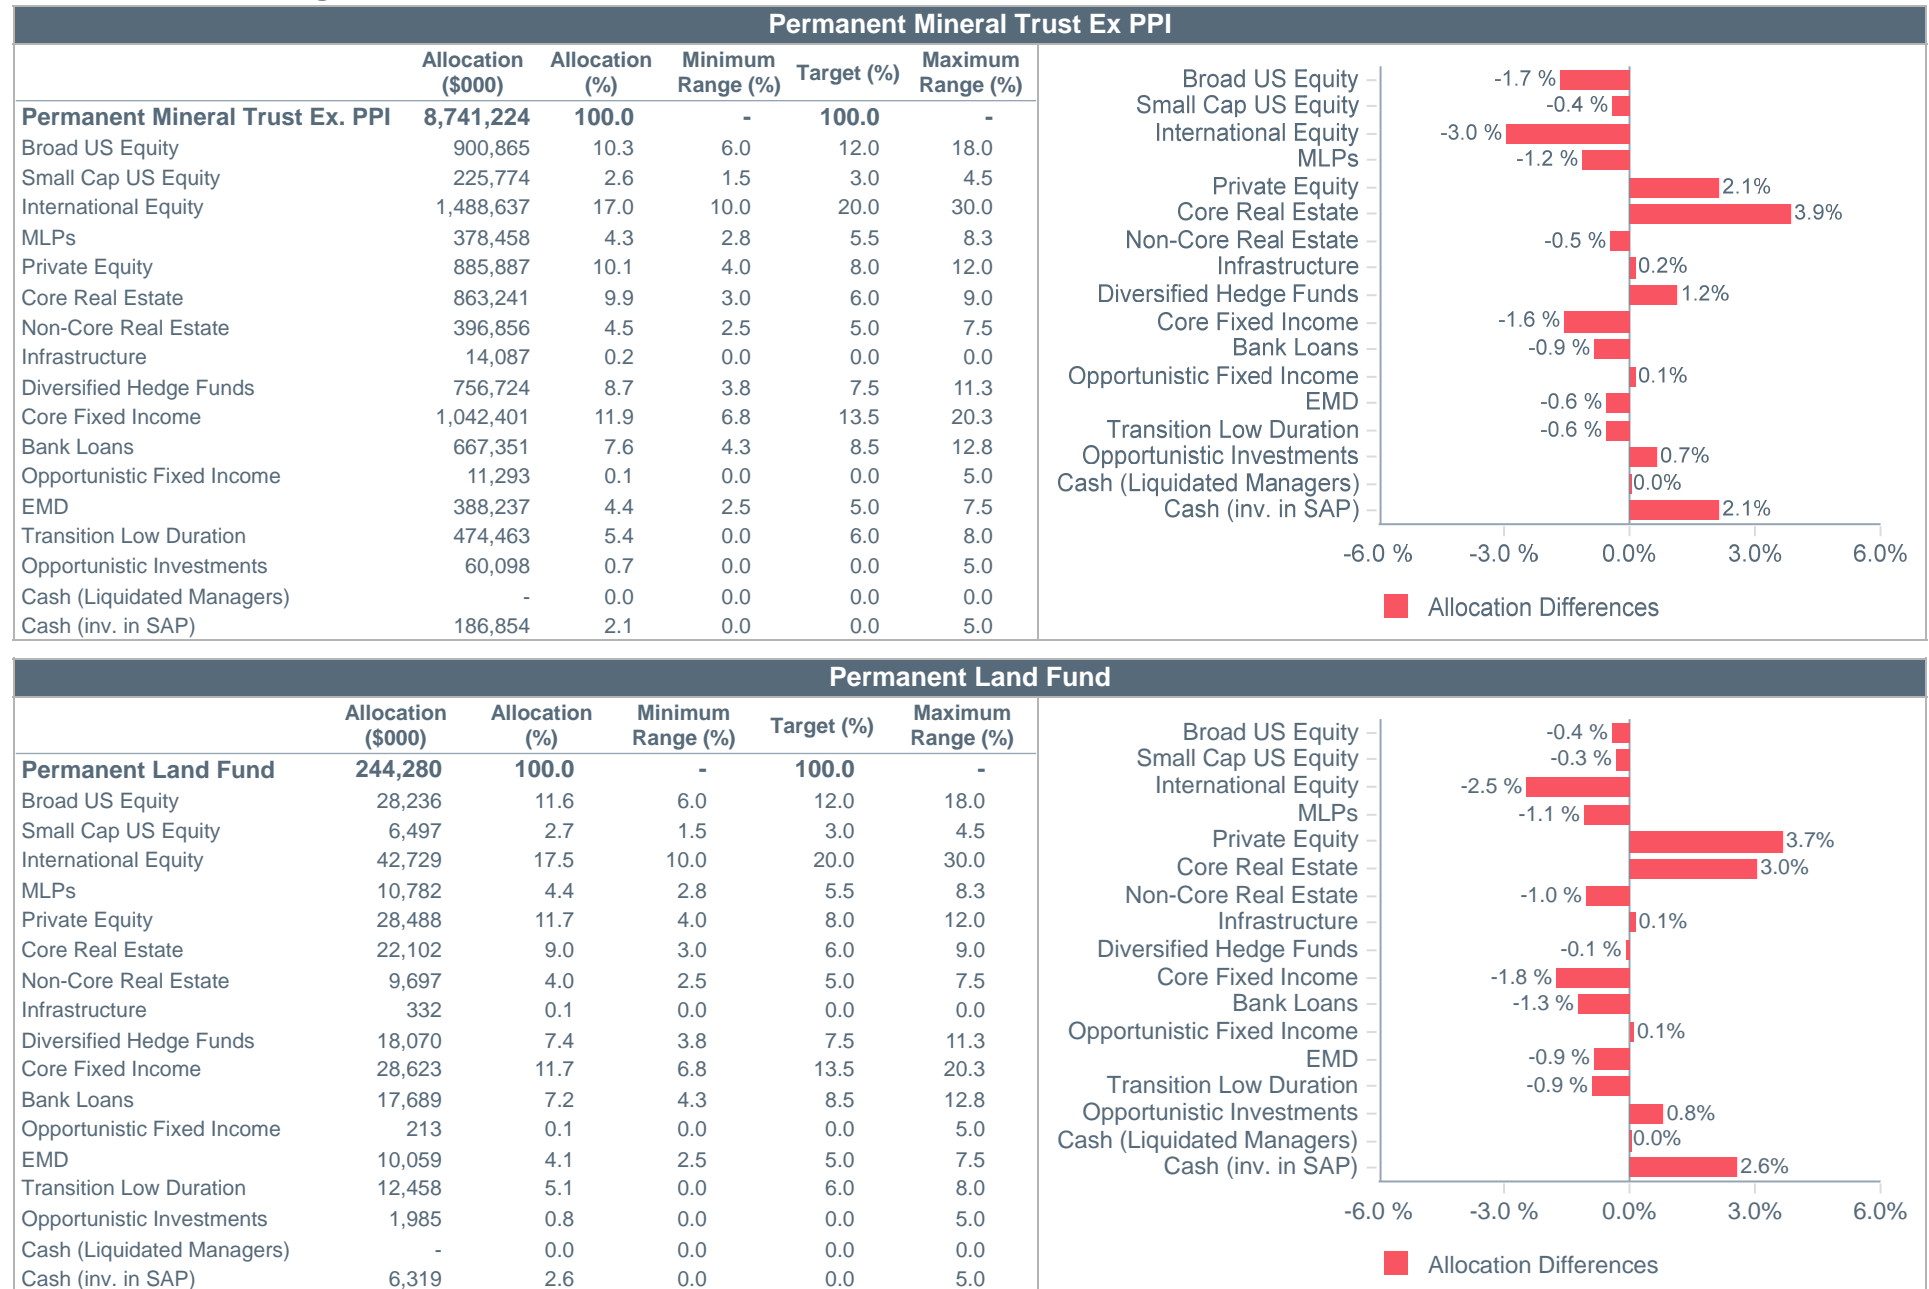 Permanent Mineral Trust Ex PPI
Allocation ($000) Allocation (%) Minimum Range (%) Target (%) Maximum Range (%)
Permanent Mineral Trust Ex. PPI 8,741,224 100.0 - 100.0 -
Broad US Equity 900,865 10.3 6.0 12.0 18.0
Small Cap US Equity 225,774 2.6 1.5 3.0 4.5
International Equity 1,488,637 17.0 10.0 20.0 30.0
MLPs 378,458 4.3 2.8 5.5 8.3
Private Equity 885,887 10.1 4.0 8.0 12.0
Core Real Estate 863,241 9.9 3.0 6.0 9.0
Non-Core Real Estate 396,856 4.5 2.5 5.0 7.5
Infrastructure 14,087 0.2 0.0 0.0 0.0
Diversified Hedge Funds 756,724 8.7 3.8 7.5 11.3
Core Fixed Income 1,042,401 11.9 6.8 13.5 20.3
Bank Loans 667,351 7.6 4.3 8.5 12.8
Opportunistic Fixed Income 11,293 0.1 0.0 0.0 5.0
EMD 388,237 4.4 2.5 5.0 7.5
Transition Low Duration 474,463 5.4 0.0 6.0 8.0
Opportunistic Investments 60,098 0.7 0.0 0.0 5.0
Cash (Liquidated Managers) - 0.0 0.0 0.0 0.0
Cash (inv. in SAP) 186,854 2.1 0.0 0.0 5.0
Broad US Equity -1.7 %
Small Cap US Equity -0.4 %
International Equity -3.0 %
MLPs -1.2 %
Private Equity 2.1%
Core Real Estate 3.9%
Non-Core Real Estate -0.5 %
Infrastructure 0.2%
Diversified Hedge Funds 1.2%
Core Fixed Income -1.6 %
Bank Loans -0.9 %
Opportunistic Fixed Income 0.1%
EMD -0.6 %
Transition Low Duration -0.6 %
Opportunistic Investments 0.7%
Cash (Liquidated Managers) 0.0%
Cash (inv. in SAP) 2.1%
-6.0 % -3.0 % 0.0% 3.0% 6.0%
Allocation Differences
Permanent Land Fund
Allocation ($000) Allocation (%) Minimum Range (%) Target (%) Maximum Range (%)
Permanent Land Fund 244,280 100.0 - 100.0 -
Broad US Equity 28,236 11.6 6.0 12.0 18.0
Small Cap US Equity 6,497 2.7 1.5 3.0 4.5
International Equity 42,729 17.5 10.0 20.0 30.0
MLPs 10,782 4.4 2.8 5.5 8.3
Private Equity 28,488 11.7 4.0 8.0 12.0
Core Real Estate 22,102 9.0 3.0 6.0 9.0
Non-Core Real Estate 9,697 4.0 2.5 5.0 7.5
Infrastructure 332 0.1 0.0 0.0 0.0
Diversified Hedge Funds 18,070 7.4 3.8 7.5 11.3
Core Fixed Income 28,623 11.7 6.8 13.5 20.3
Bank Loans 17,689 7.2 4.3 8.5 12.8
Opportunistic Fixed Income 213 0.1 0.0 0.0 5.0
EMD 10,059 4.1 2.5 5.0 7.5
Transition Low Duration 12,458 5.1 0.0 6.0 8.0
Opportunistic Investments 1,985 0.8 0.0 0.0 5.0
Cash (Liquidated Managers) - 0.0 0.0 0.0 0.0
Cash (inv. in SAP) 6,319 2.6 0.0 0.0 5.0
Broad US Equity -0.4 %
Small Cap US Equity -0.3 %
International Equity -2.5 %
MLPs -1.1 %
Private Equity 3.7%
Core Real Estate 3.0%
Non-Core Real Estate -1.0 %
Infrastructure 0.1%
Diversified Hedge Funds -0.1 %
Core Fixed Income -1.8 %
Bank Loans -1.3 %
Opportunistic Fixed Income 0.1%
EMD -0.9 %
Transition Low Duration -0.9 %
Opportunistic Investments 0.8%
Cash (Liquidated Managers) 0.0%
Cash (inv. in SAP) 2.6%
-6.0 % -3.0 % 0.0% 3.0% 6.0%
Allocation Differences